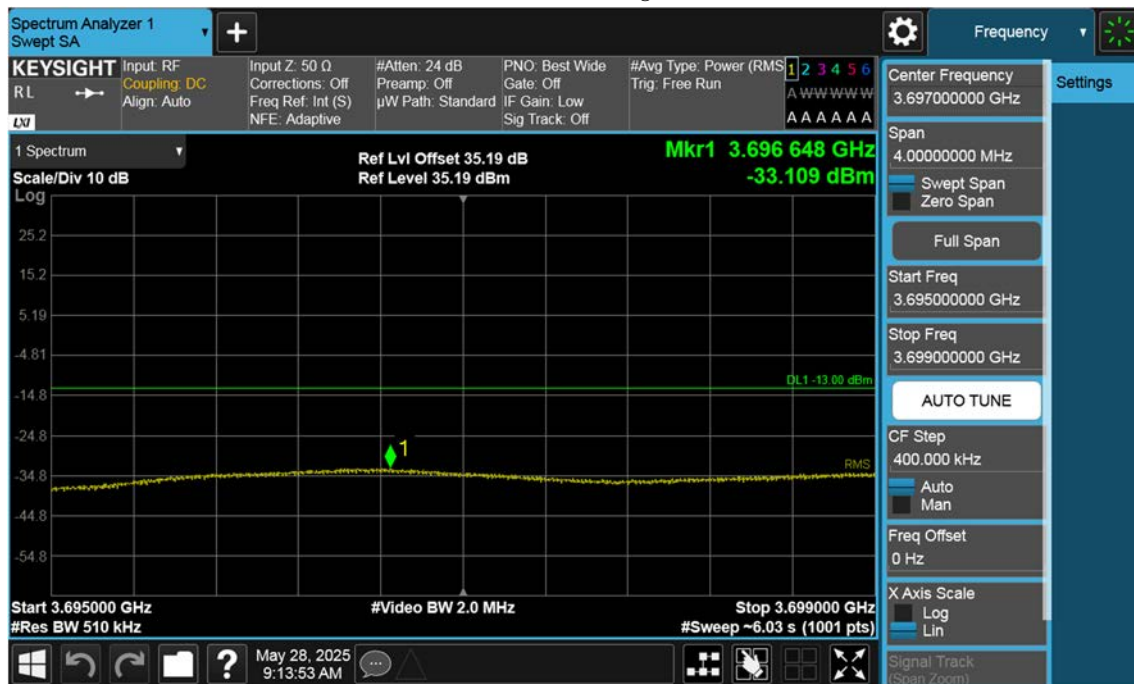 Spectrum Analyzer 1
Swept SA
Frequency
KEYSIGHT
RL
LXI
Input: RF
Coupling: DC
Align: Auto
Input Z: 50 Ω
Corrections: Off
Freq Ref: Int (S)
NFE: Adaptive
#Atten: 24 dB
Preamp: Off
µW Path: Standard
PNO: Best Wide
Gate: Off
IF Gain: Low
Sig Track: Off
#Avg Type: Power (RMS
Trig: Free Run
1 2 3 4 5 6
A W W W W W
A A A A A A
1 Spectrum
Scale/Div 10 dB
Ref Lvl Offset 35.19 dB
Ref Level 35.19 dBm
Mkr1 3.696 648 GHz
-33.109 dBm
Log
25.2
15.2
5.19
-4.81
-14.8
-24.8
-34.8
-44.8
-54.8
DL1 -13.00 dBm
1
RMS
Start 3.695000 GHz
#Video BW 2.0 MHz
Stop 3.699000 GHz
#Res BW 510 kHz
#Sweep ~6.03 s (1001 pts)
?
May 28, 2025
9:13:53 AM
Center Frequency
3.697000000 GHz
Span
4.00000000 MHz
Swept Span
Zero Span
Full Span
Start Freq
3.695000000 GHz
Stop Freq
3.699000000 GHz
AUTO TUNE
CF Step
400.000 kHz
Auto
Man
Freq Offset
0 Hz
X Axis Scale
Log
Lin
Signal Track
(Span Zoom)
Settings